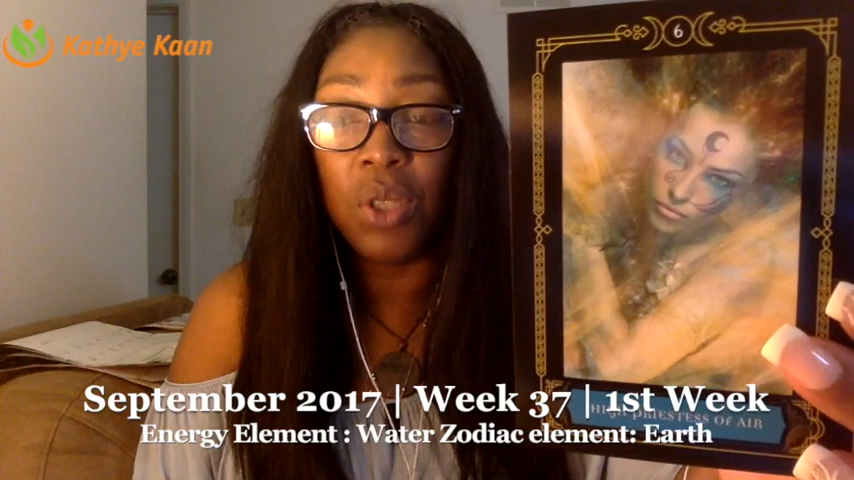 Kathye Kaan
6
HIGH PRIESTESS OF AIR
September 2017 | Week 37 | 1st Week
Energy Element : Water Zodiac element: Earth